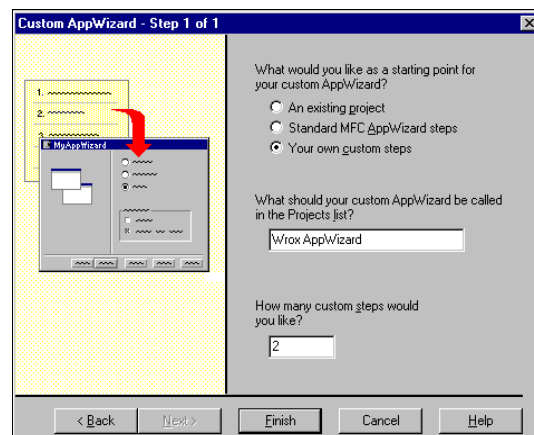 Custom AppWizard - Step 1 of 1
What would you like as a starting point for
your custom AppWizard?
An existing project
Standard MFC AppWizard steps
Your own custom steps
1.
2.
3.
MyAppWizard
What should your custom AppWizard be called
in the Projects list?
Wrox AppWizard
How many custom steps would
you like?
2
< Back
Next >
Finish
Cancel
Help